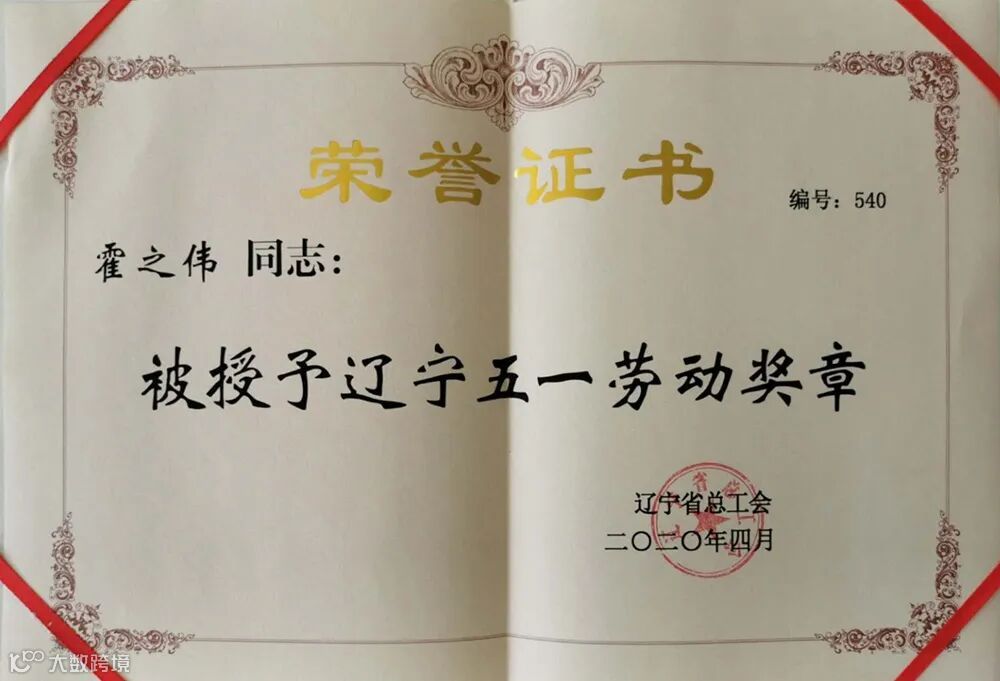 荣誉证书
编号：540
霍之伟 同志：
被授予辽宁五一劳动奖章
辽宁省总工会
二〇二〇年四月
大数跨境